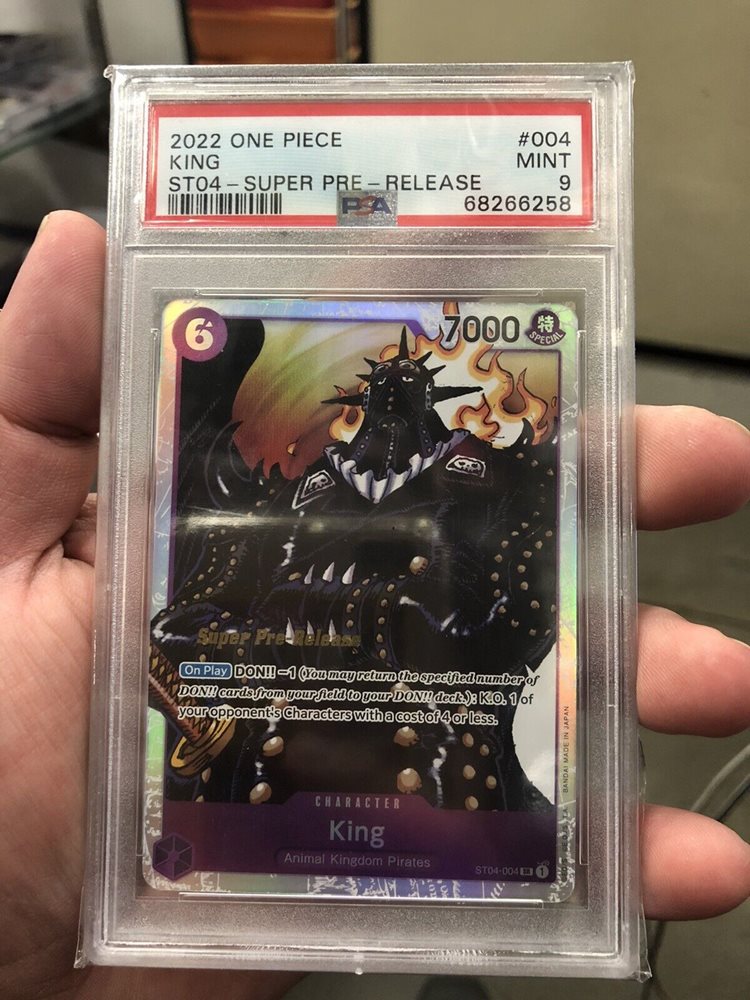 2022 ONE PIECE #004
KING MINT
ST04 - SUPER PRE - RELEASE 9
PSA 68266258
6 7000 特
SPECIAL
Super Pre-Release
On Play DON!! −1 (You may return the specified number of
DON!! cards from your field to your DON!! deck.): K.O. 1 of
your opponent's Characters with a cost of 4 or less.
BANDAI MADE IN JAPAN
CHARACTER
King
Animal Kingdom Pirates
ST04-004 SR 1